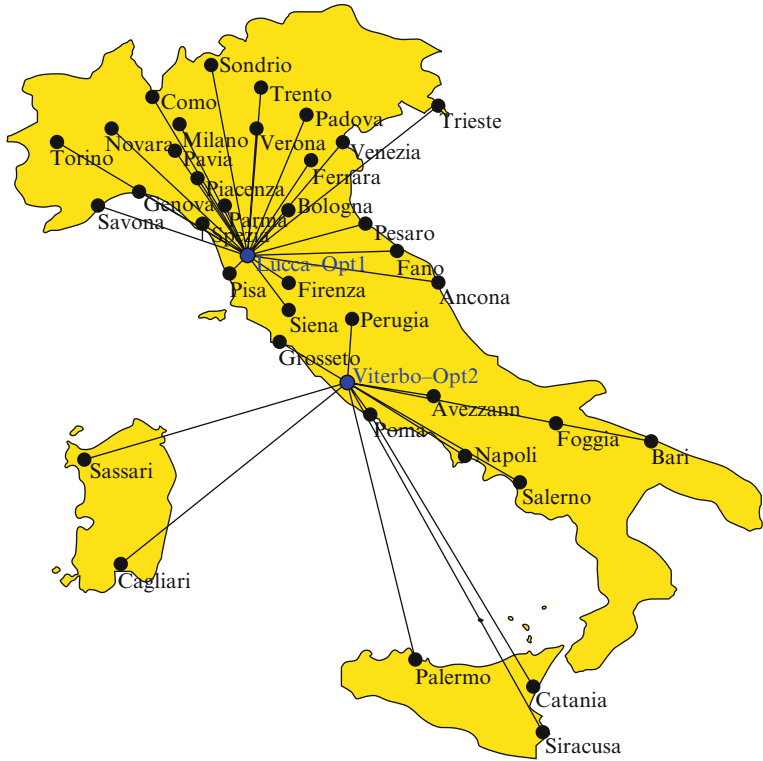 Sondrio
Trento
Como
Padova
Trieste
Novara
Milano
Verona
Venezia
Torino
Pavia
Ferrara
Piacenza
Genova
Parma
Bologna
Savona
Spezia
Pesaro
Lucca–Opt1
Fano
Pisa
Firenza
Ancona
Siena
Perugia
Grosseto
Viterbo–Opt2
Avezzann
Roma
Foggia
Napoli
Bari
Sassari
Salerno
Cagliari
Palermo
Catania
Siracusa